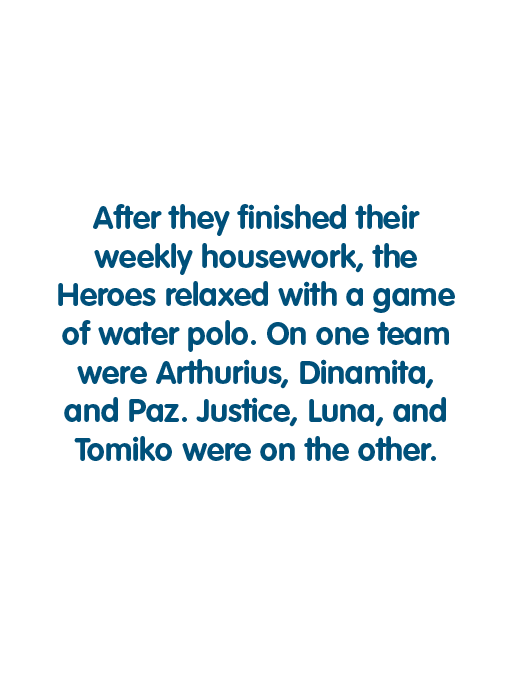 After they finished their
weekly housework, the
Heroes relaxed with a game
of water polo. On one team
were Arthurius, Dinamita,
and Paz. Justice, Luna, and
Tomiko were on the other.